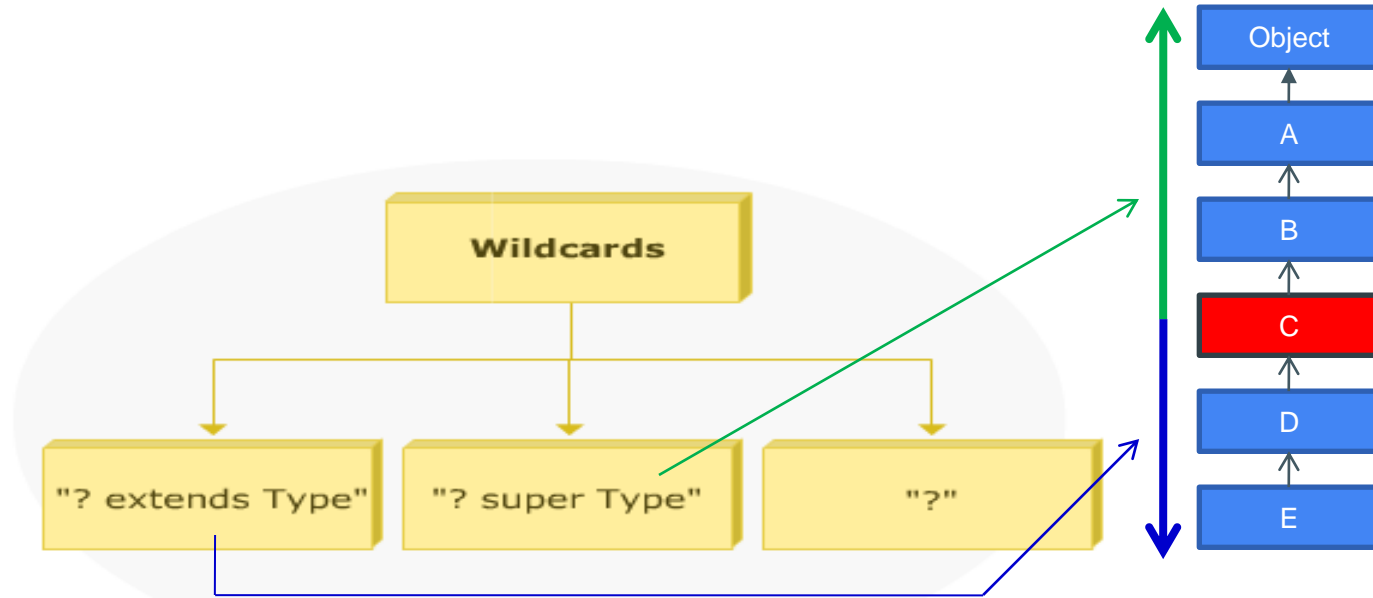 Wildcards
"? extends Type"
"? super Type"
"?"
Object
A
B
C
D
E